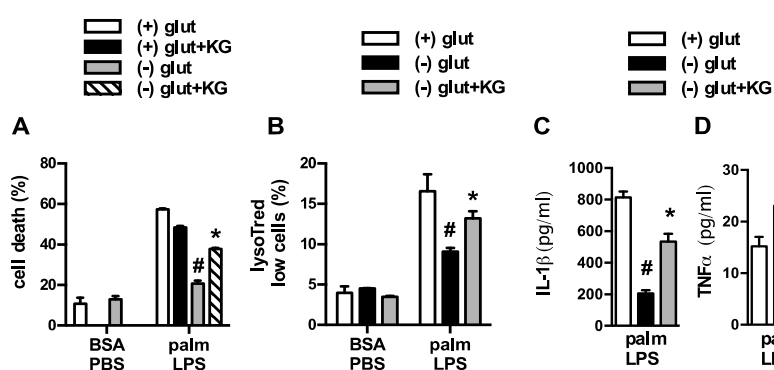 (+) glut
(+) glut+KG
(-) glut
(-) glut+KG
(+) glut
(-) glut
(-) glut+KG
(+) glut
(-) glut
(-) glut+KG
A
cell death (%)
80
60
40
20
0
#
*
BSA
PBS
palm
LPS
B
lysoTred
low cells (%)
20
15
10
5
0
#
*
BSA
PBS
palm
LPS
C
IL-1β (pg/ml)
1000
800
600
400
200
0
#
*
palm
LPS
D
TNFα (pg/ml)
30
20
10
0